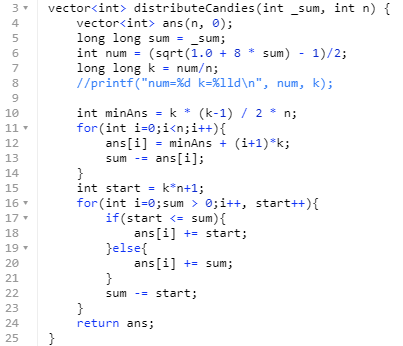 3 vector<int> distributeCandies(int _sum, int n) {
4     vector<int> ans(n, 0);
5     long long sum = _sum;
6     int num = (sqrt(1.0 + 8 * sum) - 1)/2;
7     long long k = num/n;
8     //printf("num=%d k=%lld\n", num, k);
9
10     int minAns = k * (k-1) / 2 * n;
11     for(int i=0;i<n;i++){
12         ans[i] = minAns + (i+1)*k;
13         sum -= ans[i];
14     }
15     int start = k*n+1;
16     for(int i=0;sum > 0;i++, start++){
17         if(start <= sum){
18             ans[i] += start;
19         }else{
20             ans[i] += sum;
21         }
22         sum -= start;
23     }
24     return ans;
25 }